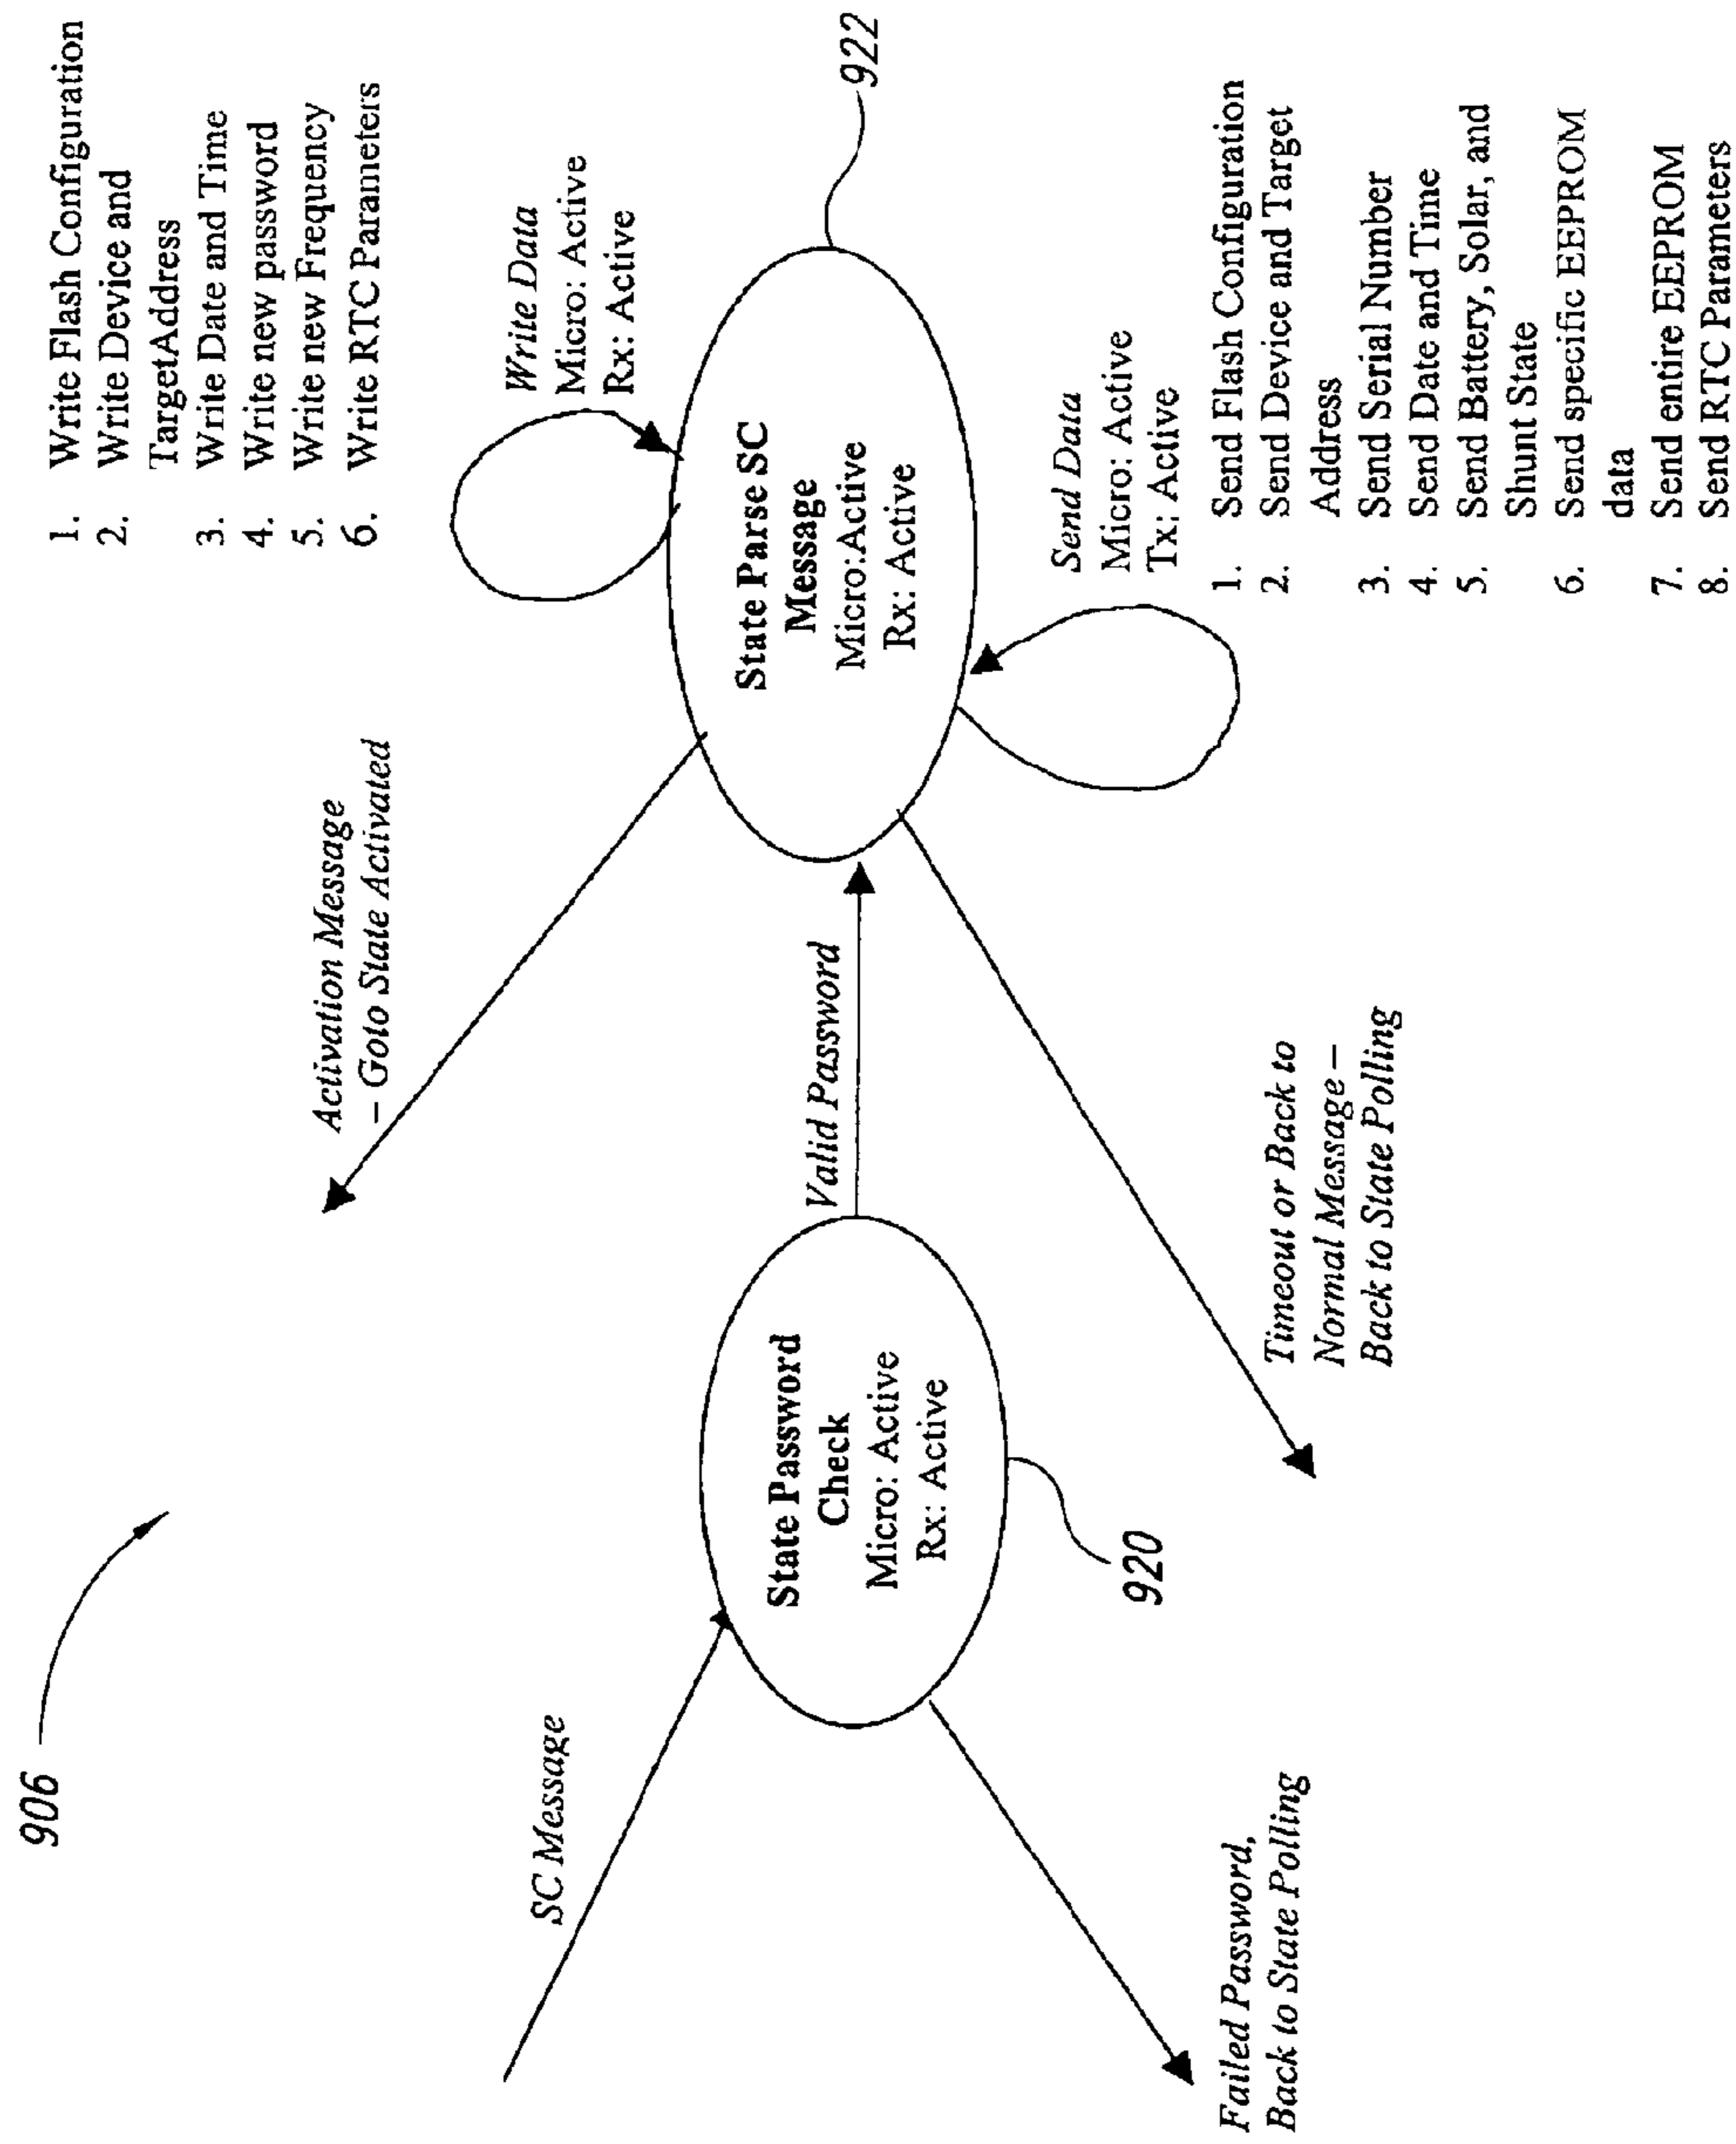 906
SC Message
State Password
Check
Micro: Active
Rx: Active
920
Failed Password,
Back to State Polling
Valid Password
Activation Message
– Goto State Activated
Timeout or Back to
Normal Message –
Back to State Polling
State Parse SC
Message
Micro:Active
Rx: Active
922
Write Data
Micro: Active
Rx: Active
1. Write Flash Configuration
2. Write Device and
TargetAddress
3. Write Date and Time
4. Write new password
5. Write new Frequency
6. Write RTC Parameters
Send Data
Micro: Active
Tx: Active
1. Send Flash Configuration
2. Send Device and Target
Address
3. Send Serial Number
4. Send Date and Time
5. Send Battery, Solar, and
Shunt State
6. Send specific EEPROM
data
7. Send entire EEPROM
8. Send RTC Parameters